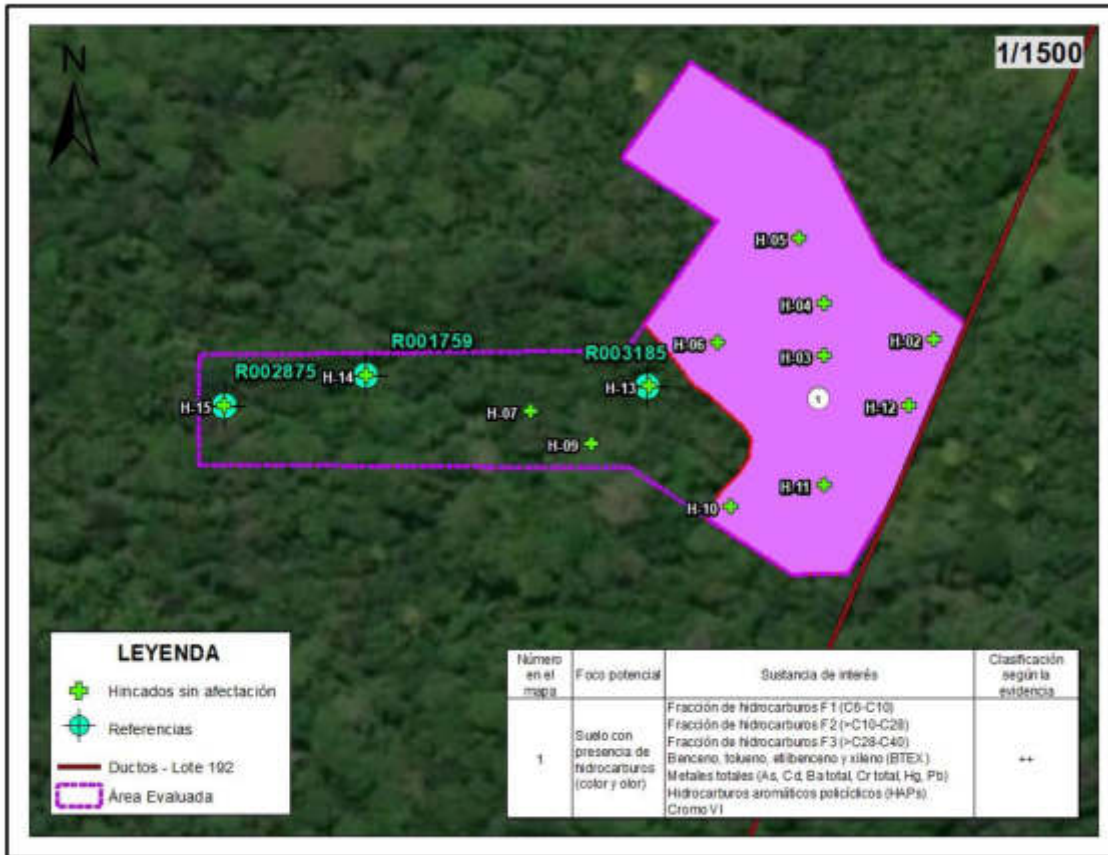 N
1/1500
H-05
H-04
R001759
H-06
R003185
H-02
H-03
R002875
H-14
H-13
1
H-15
H-07
H-12
H-09
H-11
H-10
LEYENDA
Hincados sin afectación
Referencias
Ductos - Lote 192
Área Evaluada
Número en el mapa
Foco potencial
Sustancia de interés
Clasificación según la evidencia
1
Suelo con presencia de hidrocarburos (color y olor)
Fracción de hidrocarburos F1 (C6-C10)
Fracción de hidrocarburos F2 (>C10-C28)
Fracción de hidrocarburos F3 (>C28-C40)
Benceno, tolueno, etilbenceno y xileno (BTEX)
Metales totales (As, Cd, Ba total, Cr total, Hg, Pb)
Hidrocarburos aromáticos policíclicos (HAPs)
Cromo VI
++